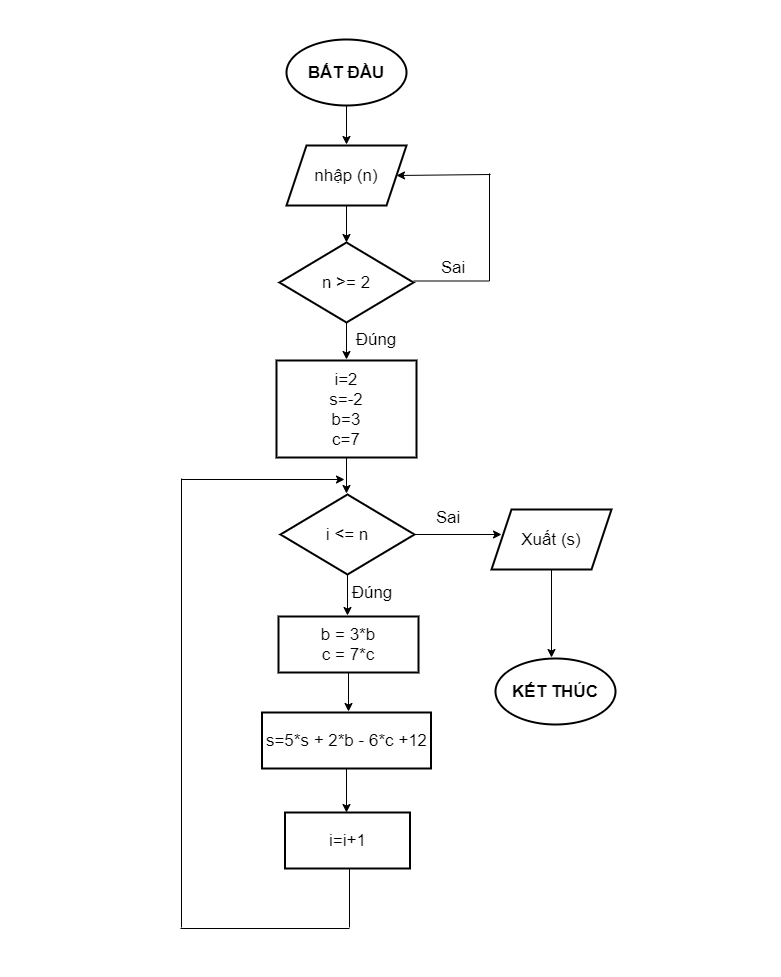 BẮT ĐẦU
nhập (n)
n >= 2
Sai
Đúng
i=2
s=-2
b=3
c=7
i <= n
Sai
Xuất (s)
Đúng
b = 3*b
c = 7*c
KẾT THÚC
s=5*s + 2*b - 6*c +12
i=i+1